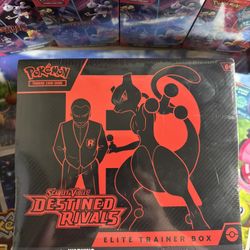 Pokémon
TRADING CARD GAME
R
SCARLET & VIOLET
DESTINED RIVALS
ELITE TRAINER BOX